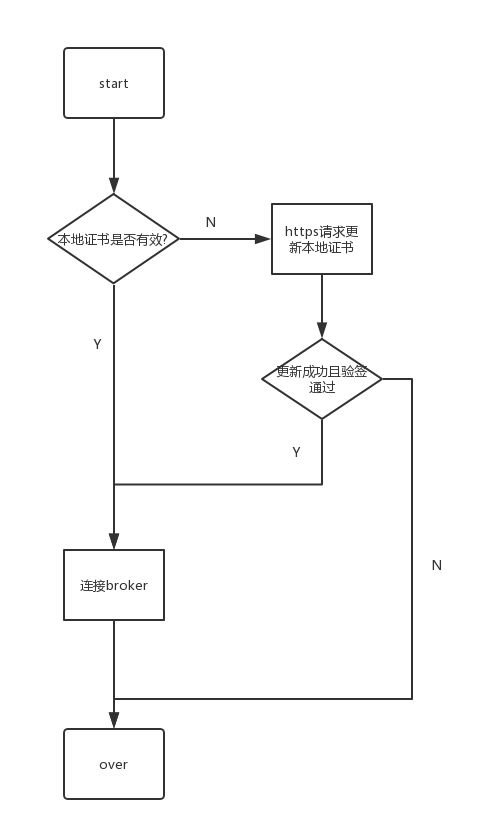 start
本地证书是否有效?
N
https请求更
新本地证书
Y
更新成功且验签
通过
Y
N
连接broker
over